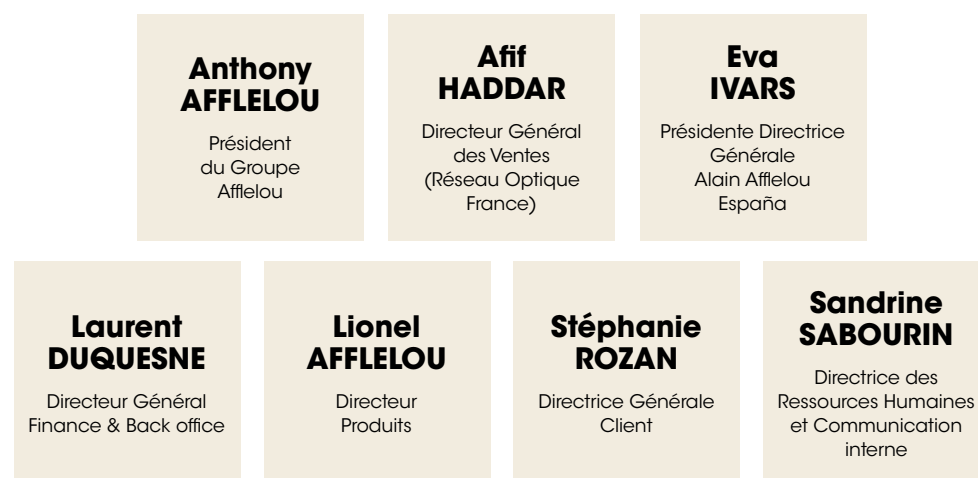 Anthony
AFFLELOU
Président
du Groupe
Afflelou
Afif
HADDAR
Directeur Général
des Ventes
(Réseau Optique
France)
Eva
IVARS
Présidente Directrice
Générale
Alain Afflelou
España
Laurent
DUQUESNE
Directeur Général
Finance & Back office
Lionel
AFFLELOU
Directeur
Produits
Stéphanie
ROZAN
Directrice Générale
Client
Sandrine
SABOURIN
Directrice des
Ressources Humaines
et Communication
interne